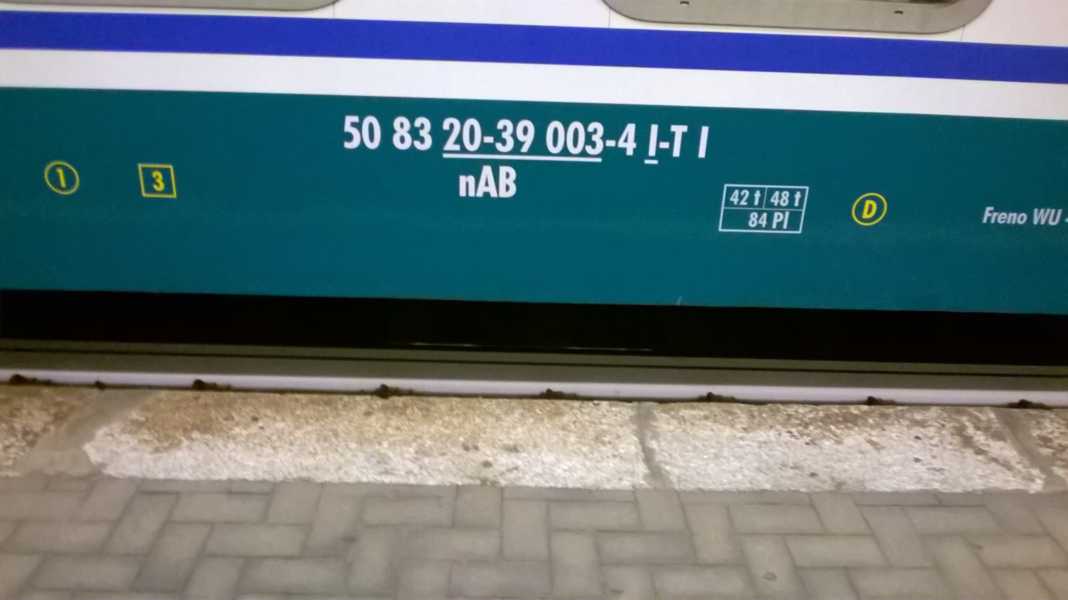 50 83 20-39 003-4 I-T I
nAB
1
3
42 t 48 t
84 Pl
D
Freno WU